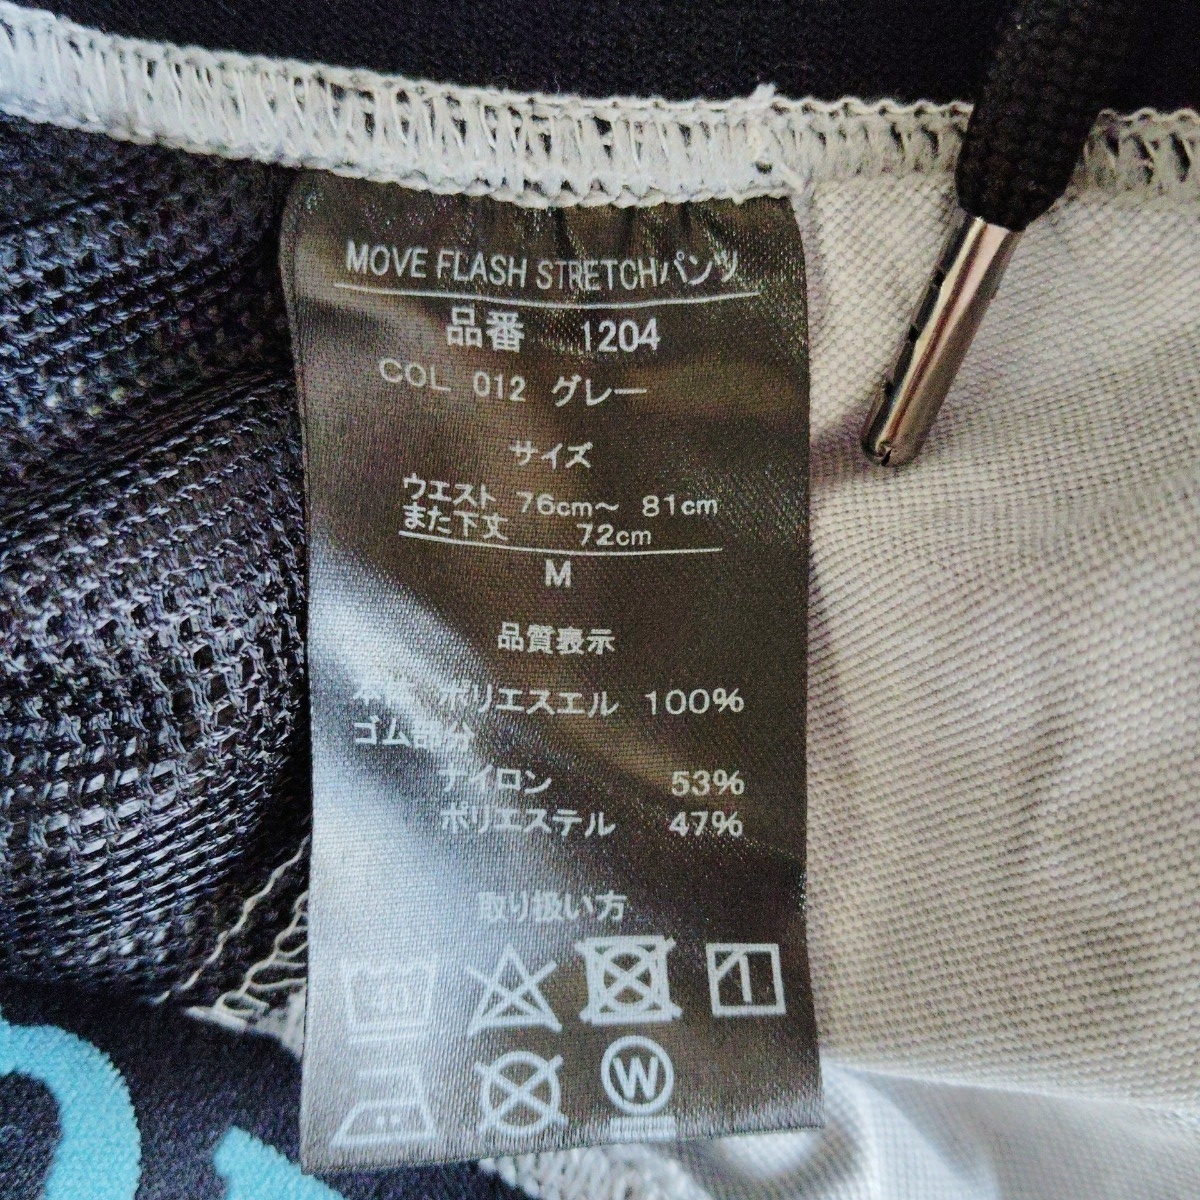 MOVE FLASH STRETCHパンツ
品番 1204
COL 012 グレー
サイズ
ウエスト 76cm～ 81cm
また下丈 72cm
M
品質表示
本体 ポリエスエル 100%
ゴム部分
ナイロン 53%
ポリエステル 47%
取り扱い方
40
W